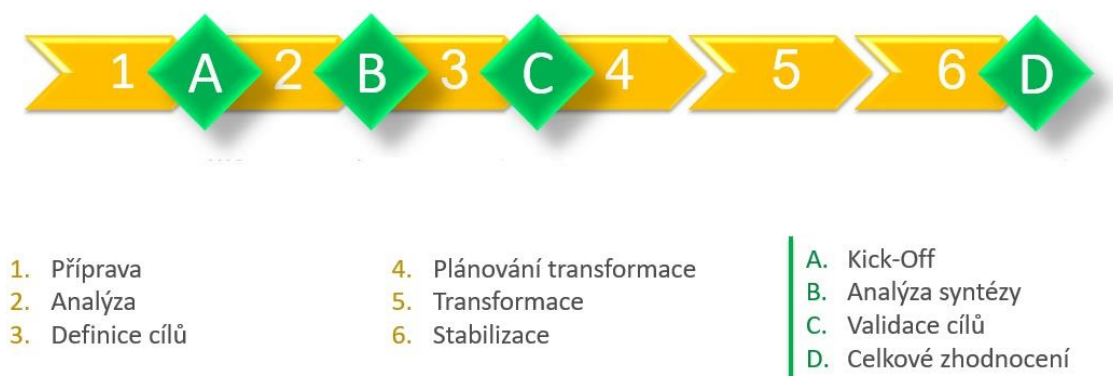 1 A 2 B 3 C 4 5 6 D
1. Příprava
2. Analýza
3. Definice cílů
4. Plánování transformace
5. Transformace
6. Stabilizace
A. Kick-Off
B. Analýza syntézy
C. Validace cílů
D. Celkové zhodnocení